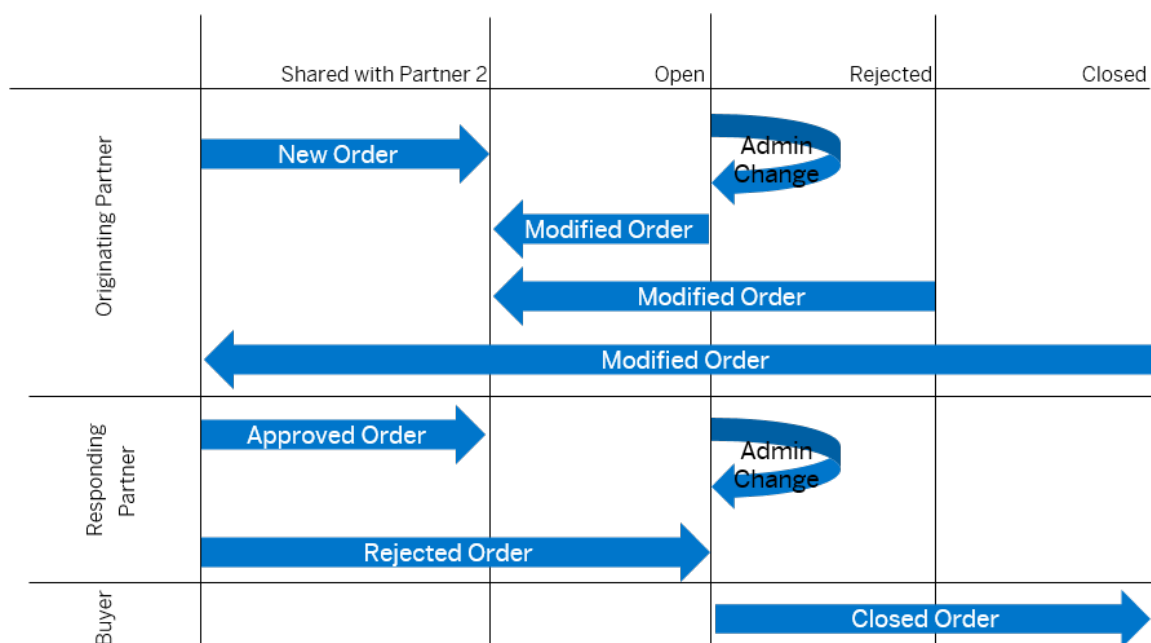 Shared with Partner 2
Open
Rejected
Closed
Originating Partner
New Order
Admin
Change
Modified Order
Modified Order
Modified Order
Responding
Partner
Approved Order
Admin
Change
Rejected Order
Buyer
Closed Order